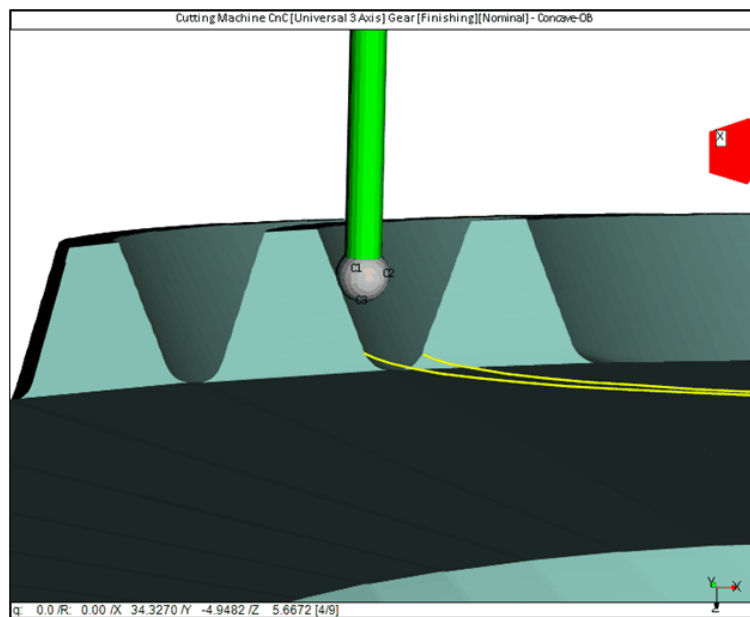 Cutting Machine CnC [Universal 3 Axis] Gear [Finishing][Nominal] - Concave-OB
X
C1
C2
C3
Y
X
Z
q: 0.0 /R: 0.00 /X 34.3270 /Y -4.9482 /Z 5.6672 [4/9]